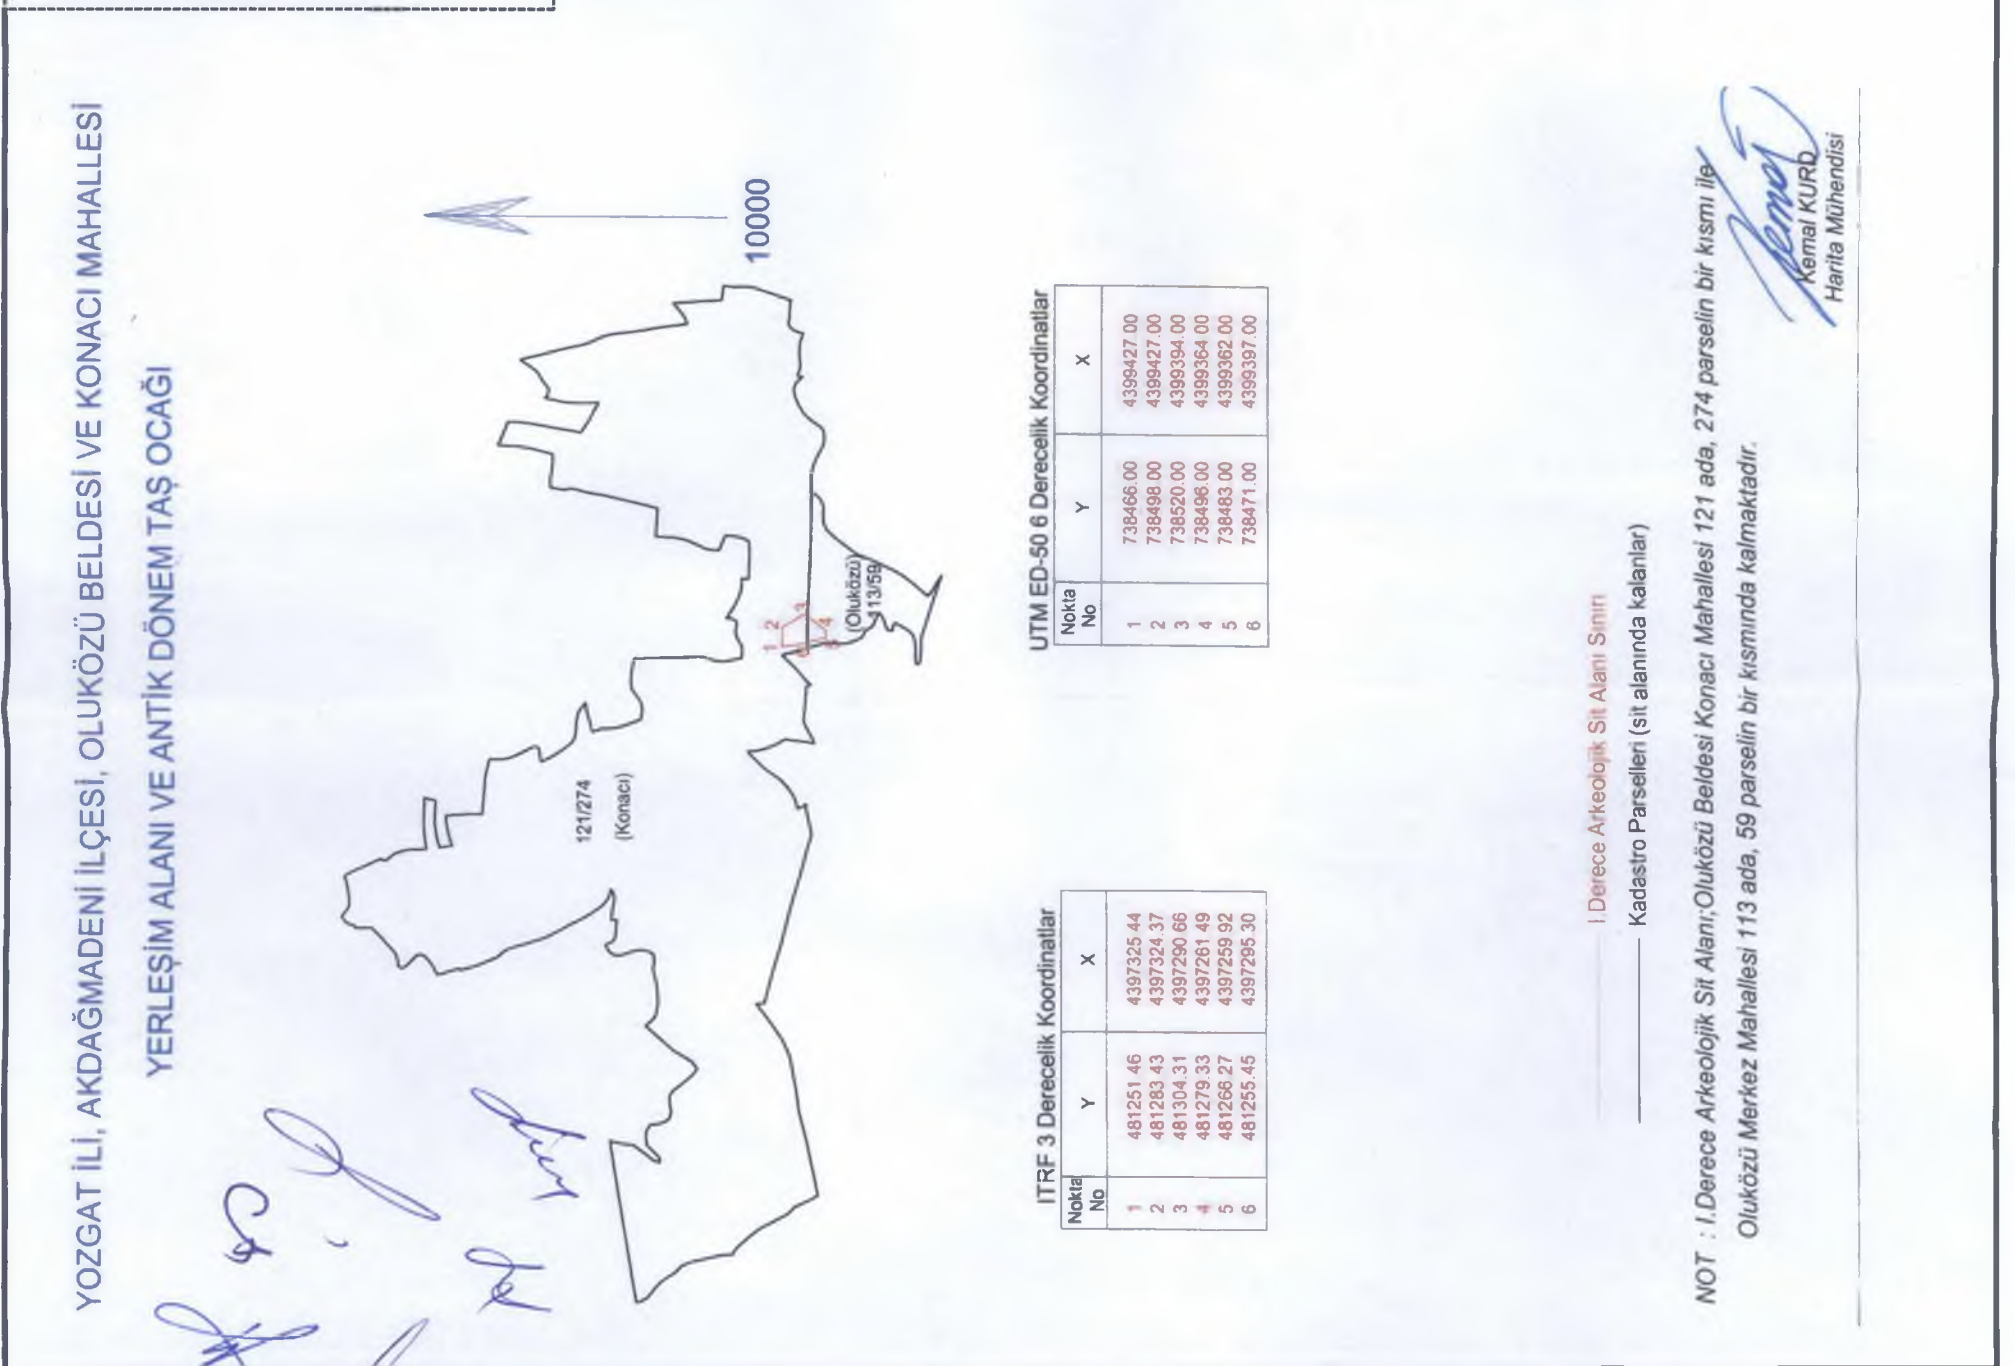 YOZGAT İLİ, AKDAĞMADENİ İLÇESİ, OLUKÖZÜ BELDESİ VE KONACI MAHALLESİ
YERLEŞİM ALANI VE ANTİK DÖNEM TAŞ OCAĞI
10000
121/274
(Konacı)
1
2
3
4
5
6
(Oluközü)
113/59
ITRF 3 Derecelik Koordinatlar
Nokta No Y X
1 481251.46 4397325.44
2 481283.43 4397324.37
3 481304.31 4397290.66
4 481279.33 4397261.49
5 481266.27 4397259.92
6 481255.45 4397295.30
UTM ED-50 6 Derecelik Koordinatlar
Nokta No Y X
1 738466.00 4399427.00
2 738498.00 4399427.00
3 738520.00 4399394.00
4 738496.00 4399364.00
5 738483.00 4399362.00
6 738471.00 4399397.00
I.Derece Arkeolojik Sit Alanı Sınırı
Kadastro Parselleri (sit alanında kalanlar)
NOT : I.Derece Arkeolojik Sit Alanı;Oluközü Beldesi Konacı Mahallesi 121 ada, 274 parselin bir kısmı ile
Oluközü Merkez Mahallesi 113 ada, 59 parselin bir kısmında kalmaktadır.
Kemal KURD
Harita Mühendisi